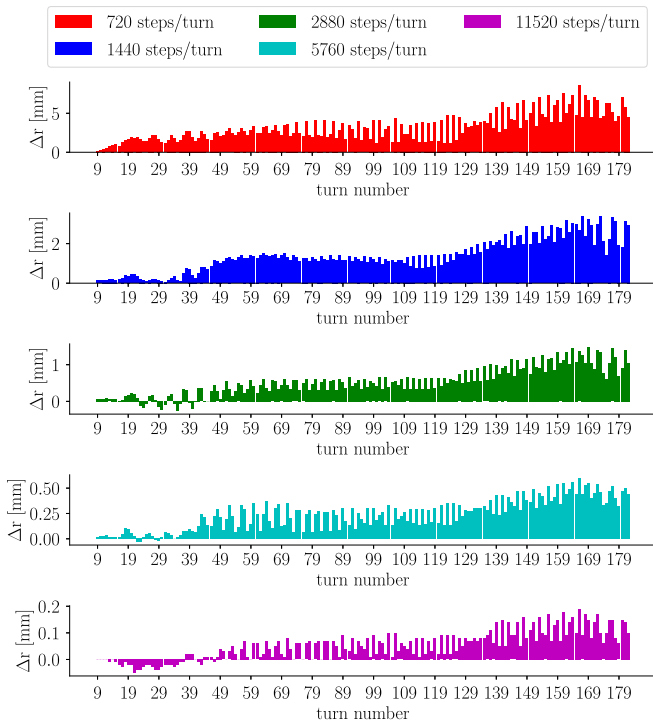 720 steps/turn 2880 steps/turn 11520 steps/turn
1440 steps/turn 5760 steps/turn
Δr [mm]
5
0
9 19 29 39 49 59 69 79 89 99 109 119 129 139 149 159 169 179
turn number
Δr [mm]
2
0
9 19 29 39 49 59 69 79 89 99 109 119 129 139 149 159 169 179
turn number
Δr [mm]
1
0
9 19 29 39 49 59 69 79 89 99 109 119 129 139 149 159 169 179
turn number
Δr [mm]
0.50
0.25
0.00
9 19 29 39 49 59 69 79 89 99 109 119 129 139 149 159 169 179
turn number
Δr [mm]
0.2
0.1
0.0
9 19 29 39 49 59 69 79 89 99 109 119 129 139 149 159 169 179
turn number